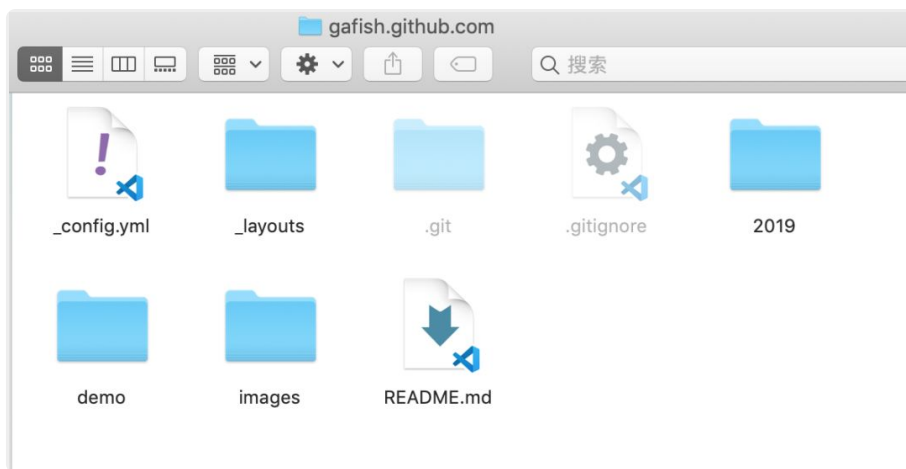 gafish.github.com
搜索
_config.yml
_layouts
.git
.gitignore
2019
demo
images
README.md